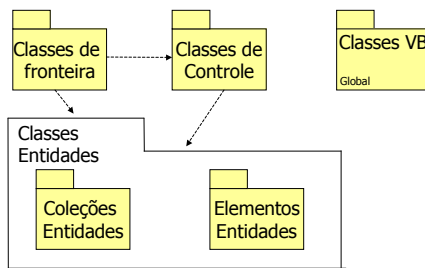 Classes de
fronteira
Classes de
Controle
Classes VB
Global
Classes
Entidades
Coleções
Entidades
Elementos
Entidades